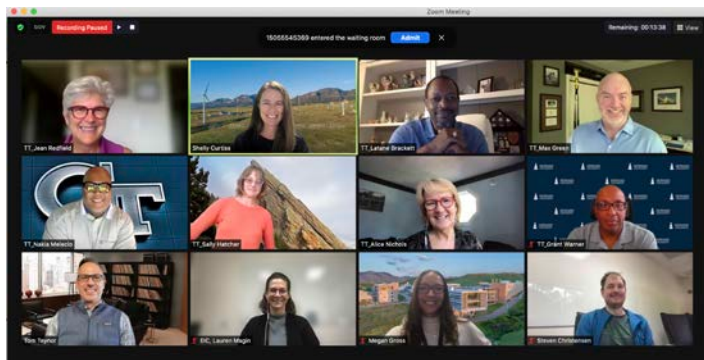 Zoom Meeting
Recording Paused
15055545369 entered the waiting room Admit
Remaining: 00:13:38 View
TT_Jean Redfield Shelly Curtiss TT_Latané Brackett TT_Max Green
GT
TT_Nakia Melecio TT_Sally Hatcher TT_Alice Nichols TT_Grant Warner
Tom Teynor EIC, Lauren Magin Megan Gross Steven Christensen